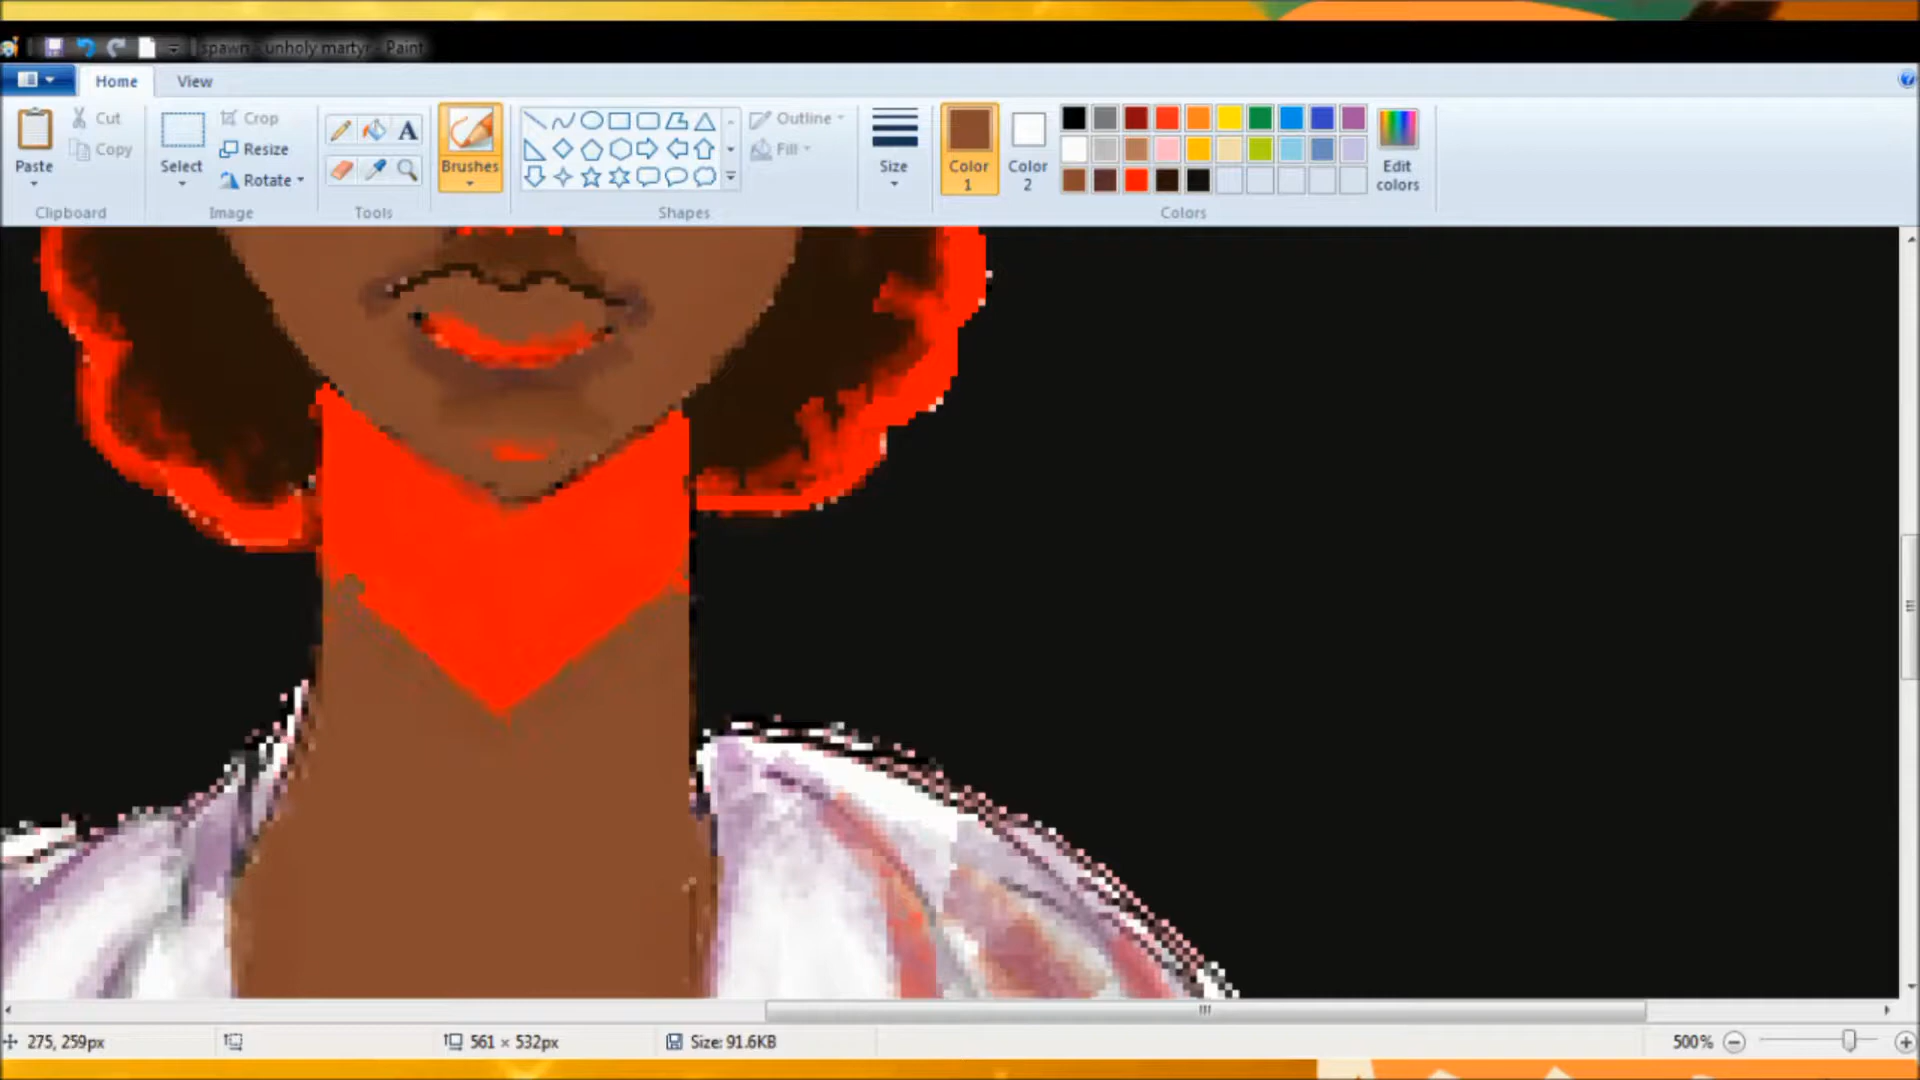 spawn - unholy martyr - Paint
Home View
Paste
Cut
Copy
Clipboard
Select
Crop
Resize
Rotate
Image
A
Tools
Brushes
Outline
Fill
Shapes
Size
Color 1
Color 2
Edit colors
Colors
275, 259px
561 × 532px
Size: 91.6KB
500%